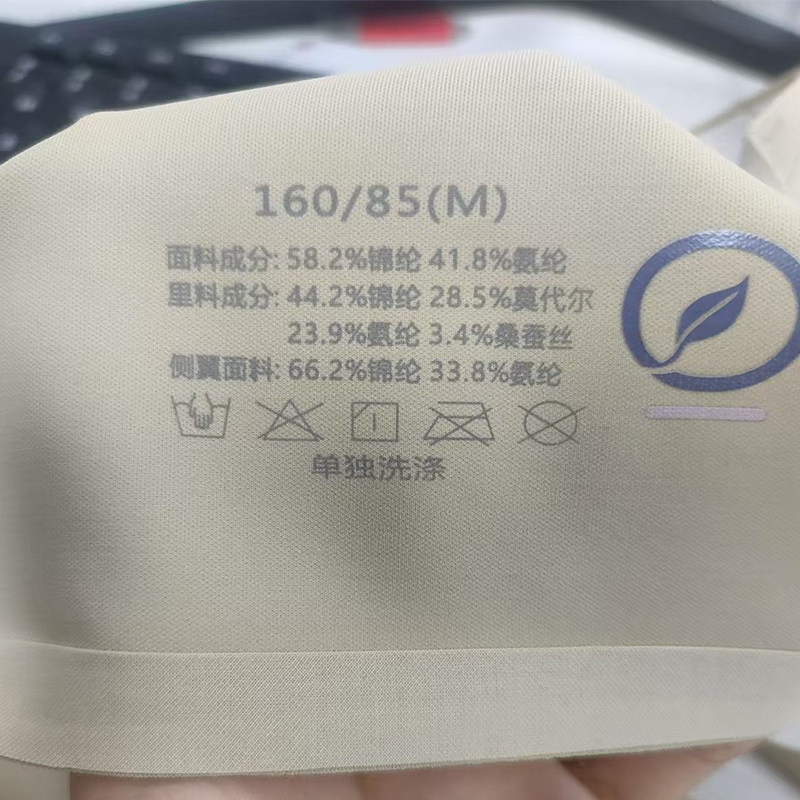 160/85(M)
面料成分: 58.2%锦纶 41.8%氨纶
里料成分: 44.2%锦纶 28.5%莫代尔
23.9%氨纶 3.4%桑蚕丝
侧翼面料: 66.2%锦纶 33.8%氨纶
单独洗涤